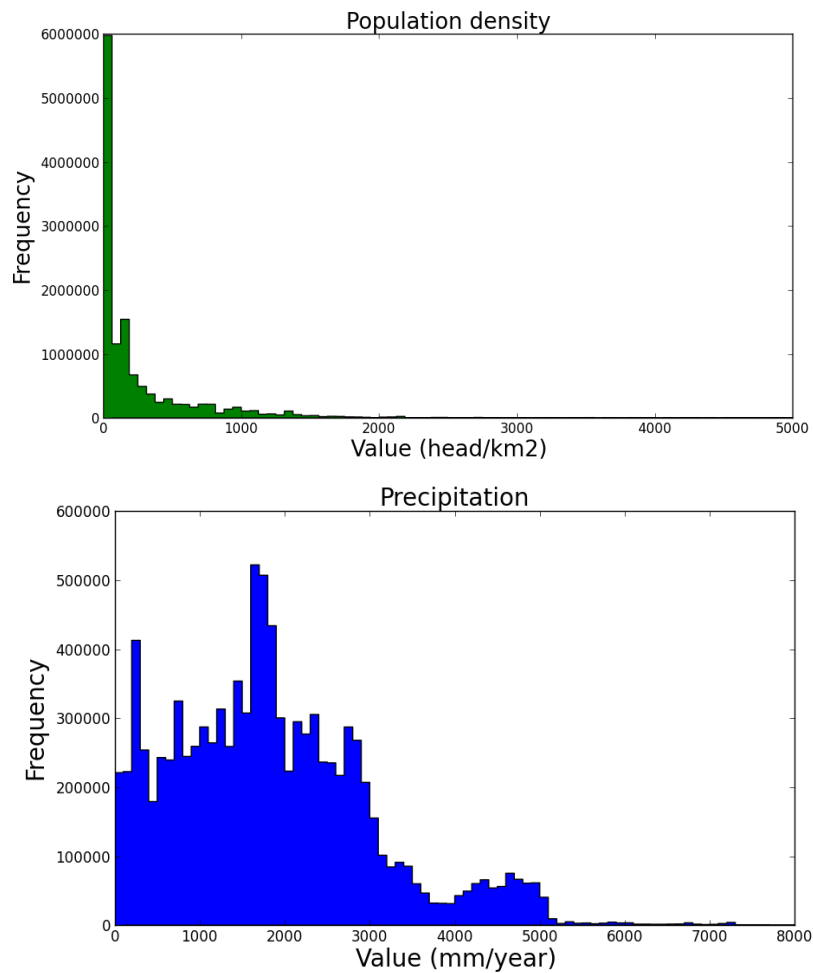 Population density
6000000
5000000
4000000
3000000
2000000
1000000
0
Frequency
0 1000 2000 3000 4000 5000
Value (head/km2)
Precipitation
600000
500000
400000
300000
200000
100000
0
Frequency
0 1000 2000 3000 4000 5000 6000 7000 8000
Value (mm/year)